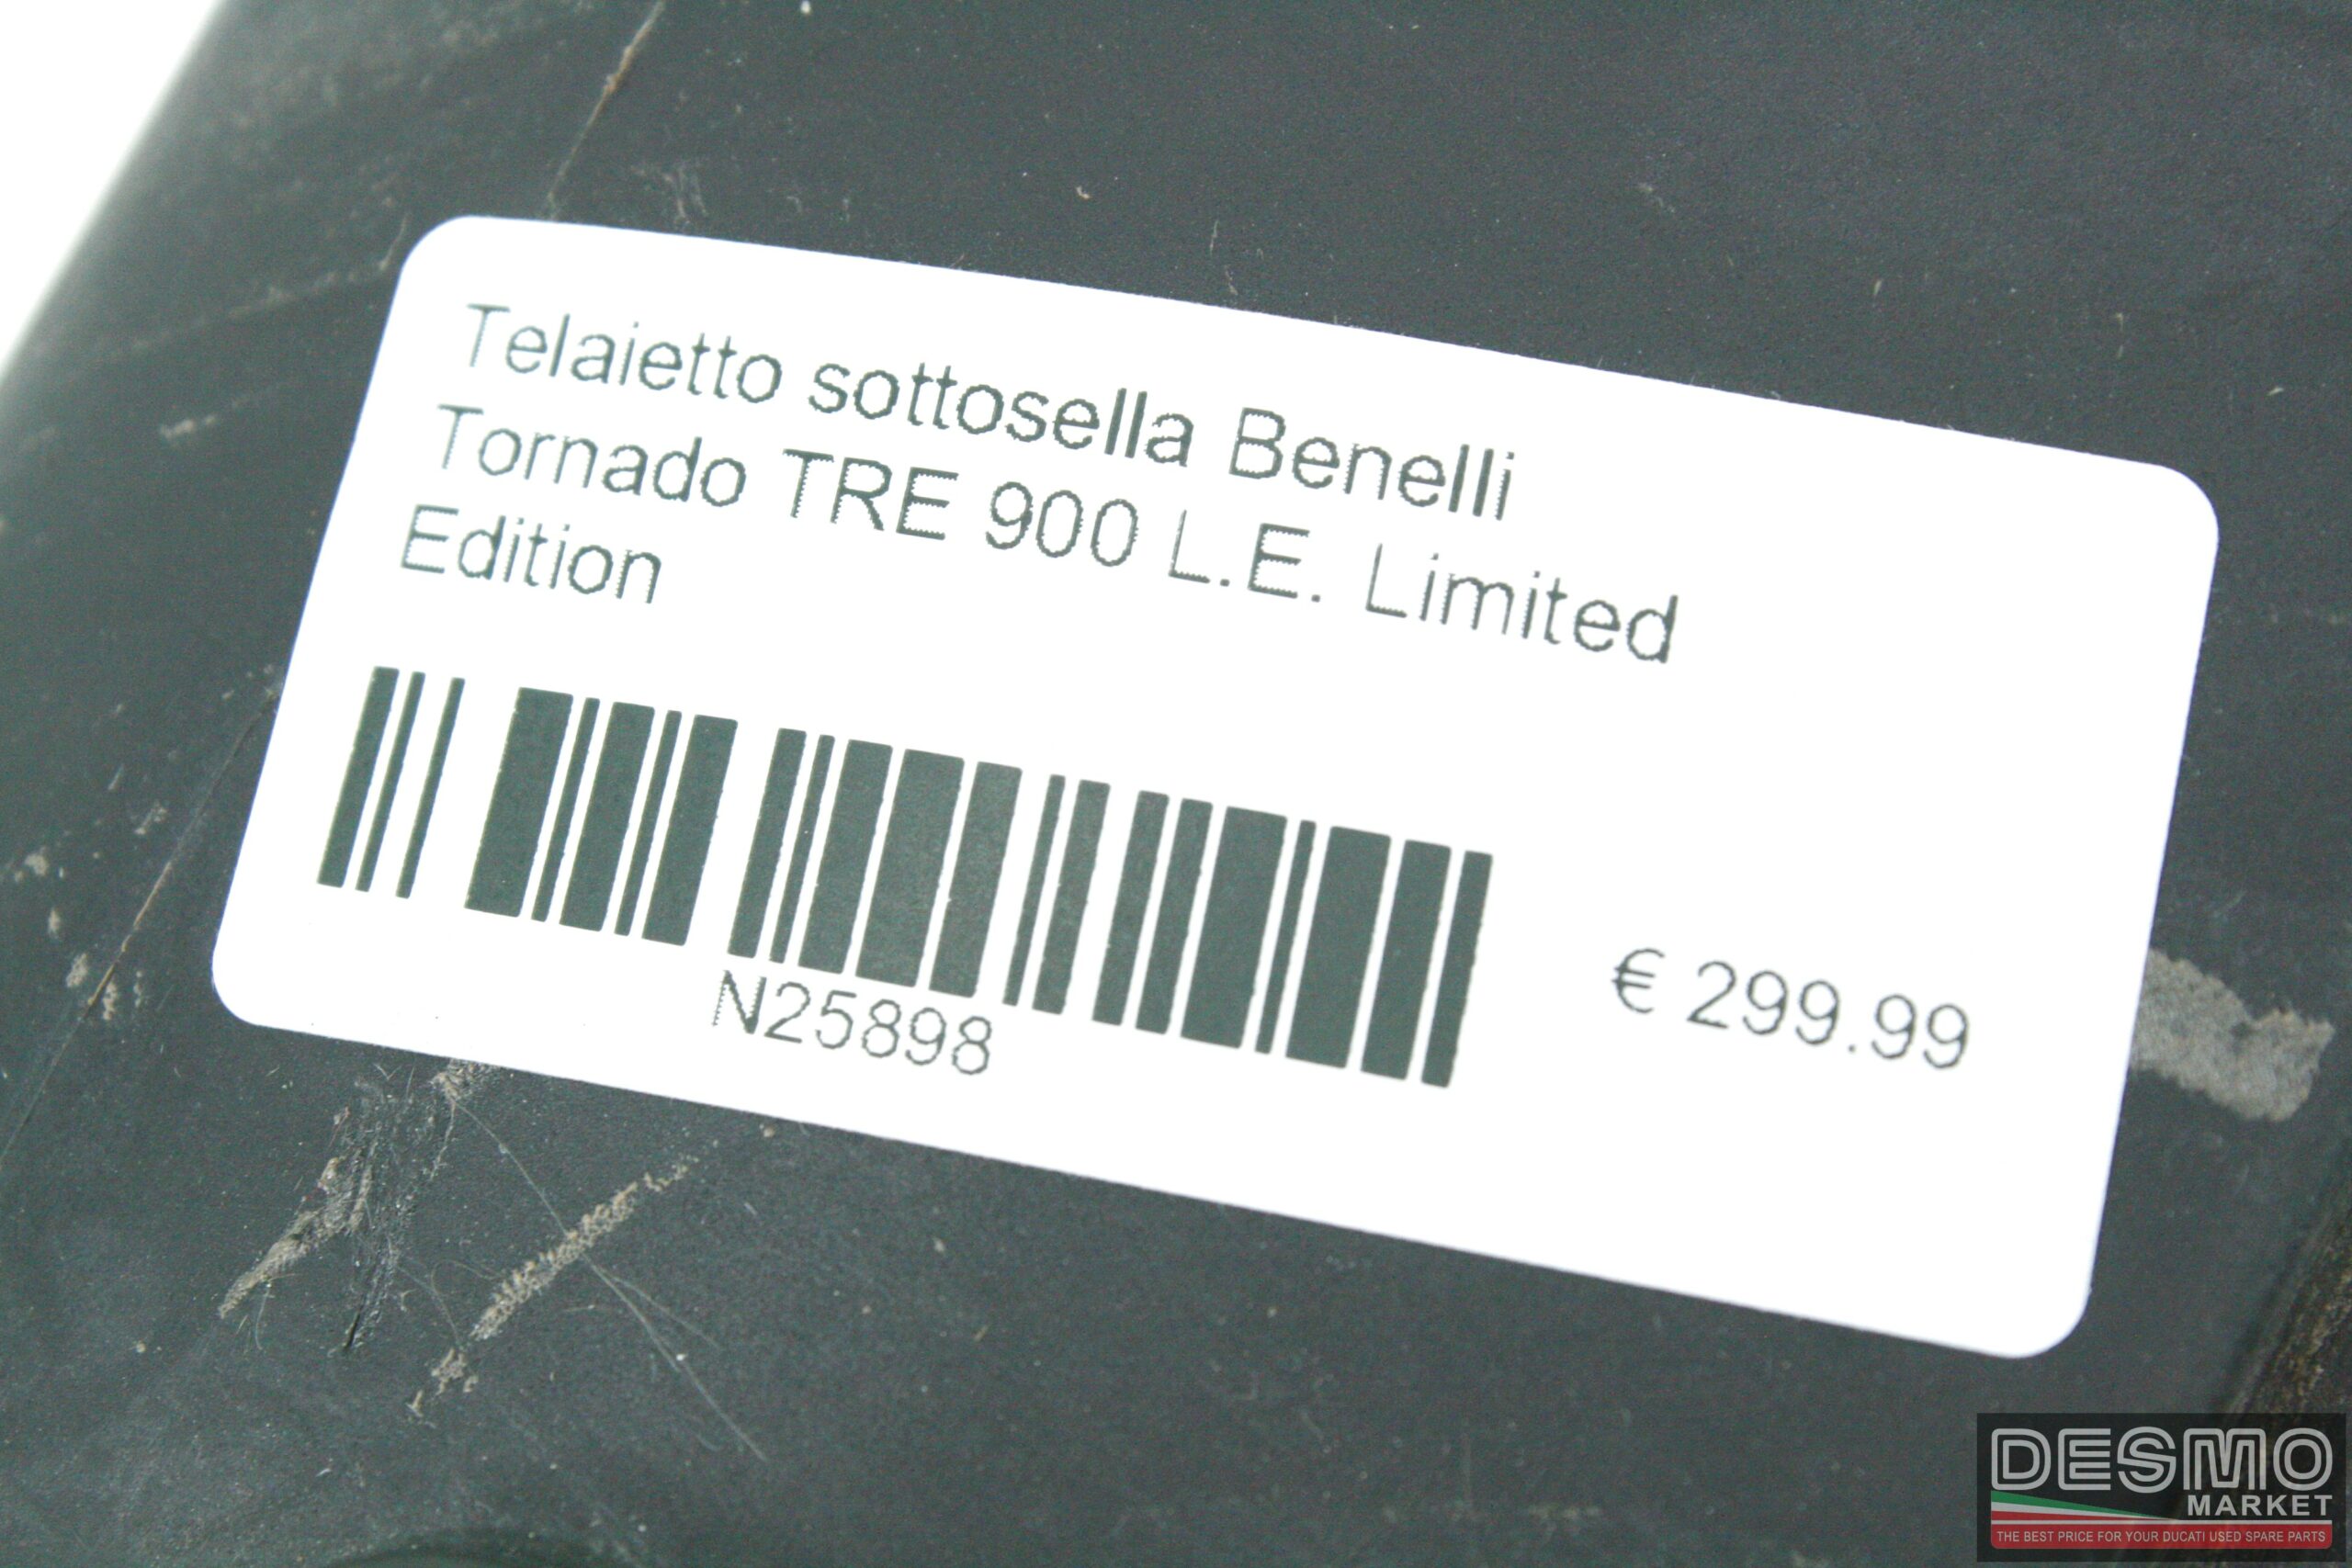 Telaietto sottosella Benelli
Tornado TRE 900 L.E. Limited
Edition
N25898
€ 299.99
DESMO
MARKET
THE BEST PRICE FOR YOUR DUCATI USED SPARE PARTS